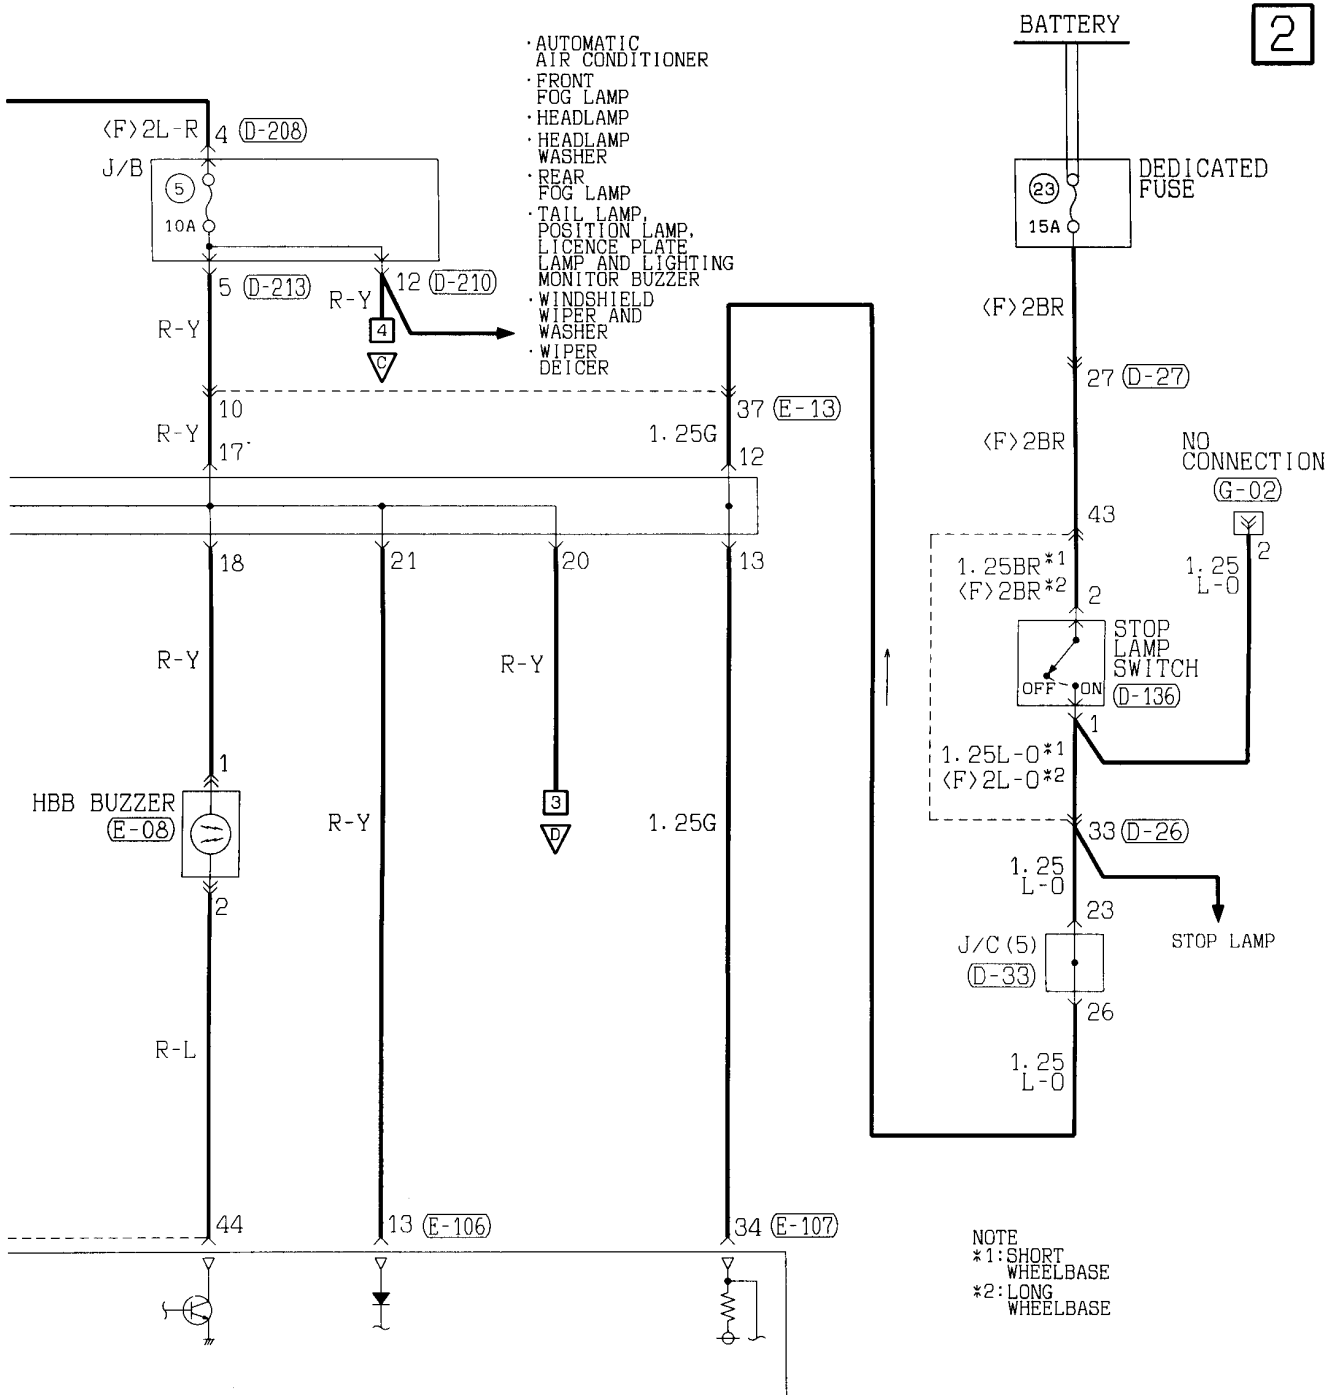 BATTERY
2
· AUTOMATIC
AIR CONDITIONER
· FRONT
FOG LAMP
· HEADLAMP
· HEADLAMP
WASHER
· REAR
FOG LAMP
· TAIL LAMP,
POSITION LAMP,
LICENCE PLATE
LAMP AND LIGHTING
MONITOR BUZZER
· WINDSHIELD
WIPER AND
WASHER
· WIPER
DEICER
<F>2L-R 4 (D-208)
J/B
5
10A
5 (D-213)
12 (D-210)
R-Y
R-Y
4
C
23
15A
DEDICATED
FUSE
<F>2BR
27 (D-27)
<F>2BR
10
37 (E-13)
R-Y
1.25G
17
12
NO
CONNECTION
(G-02)
2
1.25
L-O
43
1.25BR*1
<F>2BR*2
2
18
21
20
13
STOP
LAMP
SWITCH
(D-136)
OFF
ON
1
R-Y
R-Y
1.25L-O*1
<F>2L-O*2
1
HBB BUZZER
(E-08)
R-Y
3
D
1.25G
33 (D-26)
1.25
L-O
2
23
J/C(5)
(D-33)
STOP LAMP
26
R-L
1.25
L-O
44
13 (E-106)
34 (E-107)
NOTE
*1:SHORT
WHEELBASE
*2:LONG
WHEELBASE